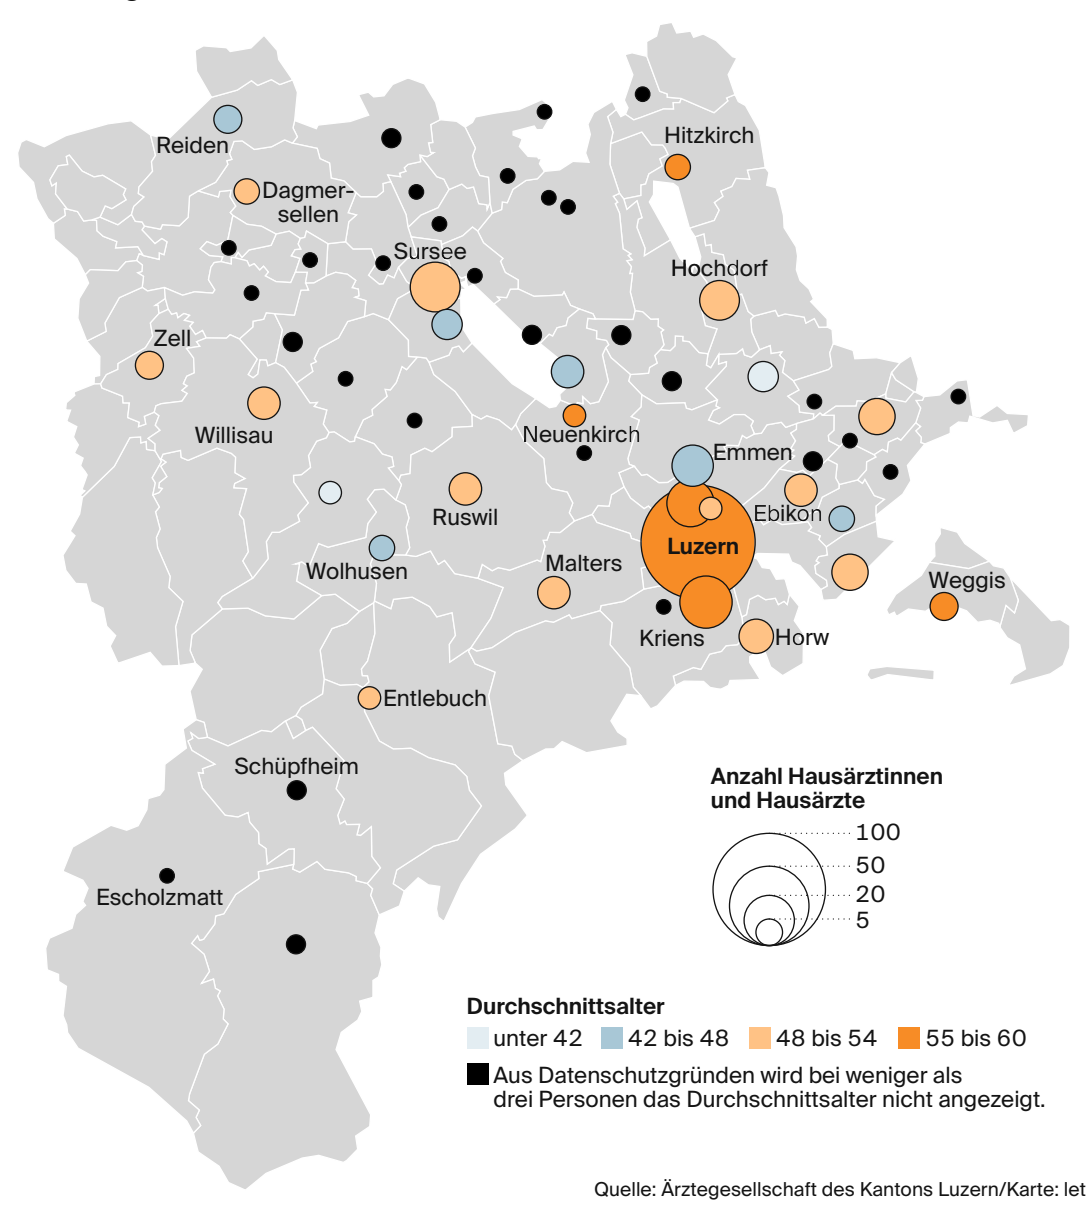 Hitzkirch
Reiden
Dagmer-
sellen
Sursee
Hochdorf
Zell
Willisau
Neuenkirch
Emmen
Ruswil
Ebikon
Luzern
Wolhusen
Malters
Weggis
Kriens
Horw
Entlebuch
Schüpfheim
Escholzmatt
Anzahl Hausärztinnen
und Hausärzte
100
50
20
5
Durchschnittsalter
unter 42
42 bis 48
48 bis 54
55 bis 60
Aus Datenschutzgründen wird bei weniger als
drei Personen das Durchschnittsalter nicht angezeigt.
Quelle: Ärztegesellschaft des Kantons Luzern/Karte: let